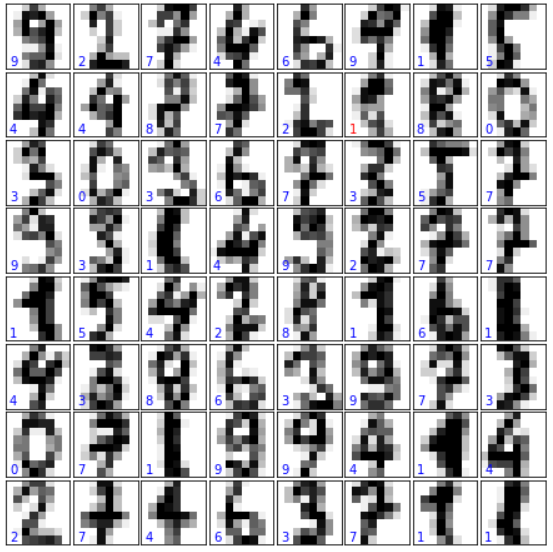 9 2 7 4 6 9 1 5
4 4 8 7 2 1 8 0
3 0 3 6 7 3 5 7
9 3 1 4 9 2 7 7
1 5 4 2 8 1 6 1
4 3 8 6 3 9 7 3
0 7 1 9 9 4 1 4
2 7 4 6 3 7 1 1